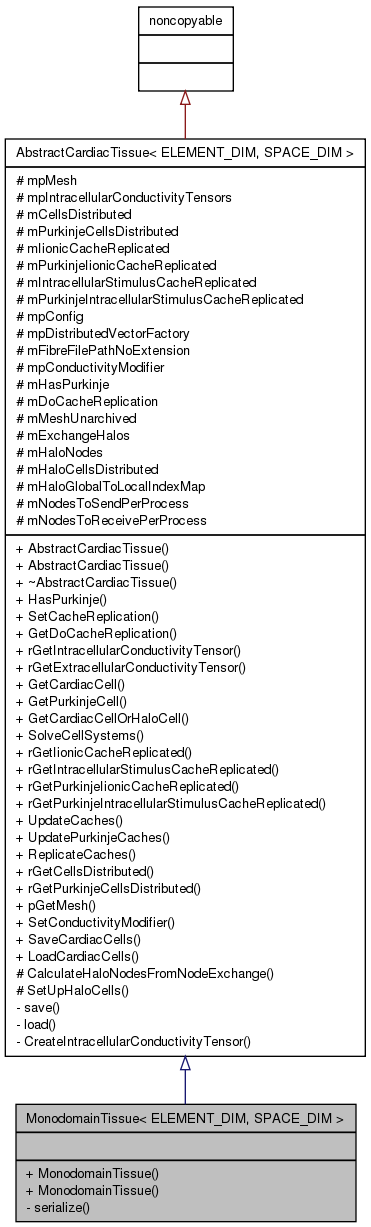 noncopyable
AbstractCardiacTissue< ELEMENT_DIM, SPACE_DIM >
# mpMesh
# mpIntracellularConductivityTensors
# mCellsDistributed
# mPurkinjeCellsDistributed
# mIionicCacheReplicated
# mPurkinjeIionicCacheReplicated
# mIntracellularStimulusCacheReplicated
# mPurkinjeIntracellularStimulusCacheReplicated
# mpConfig
# mpDistributedVectorFactory
# mFibreFilePathNoExtension
# mpConductivityModifier
# mHasPurkinje
# mDoCacheReplication
# mMeshUnarchived
# mExchangeHalos
# mHaloNodes
# mHaloCellsDistributed
# mHaloGlobalToLocalIndexMap
# mNodesToSendPerProcess
# mNodesToReceivePerProcess
+ AbstractCardiacTissue()
+ AbstractCardiacTissue()
+ ~AbstractCardiacTissue()
+ HasPurkinje()
+ SetCacheReplication()
+ GetDoCacheReplication()
+ rGetIntracellularConductivityTensor()
+ rGetExtracellularConductivityTensor()
+ GetCardiacCell()
+ GetPurkinjeCell()
+ GetCardiacCellOrHaloCell()
+ SolveCellSystems()
+ rGetIionicCacheReplicated()
+ rGetIntracellularStimulusCacheReplicated()
+ rGetPurkinjeIionicCacheReplicated()
+ rGetPurkinjeIntracellularStimulusCacheReplicated()
+ UpdateCaches()
+ UpdatePurkinjeCaches()
+ ReplicateCaches()
+ rGetCellsDistributed()
+ rGetPurkinjeCellsDistributed()
+ pGetMesh()
+ SetConductivityModifier()
+ SaveCardiacCells()
+ LoadCardiacCells()
# CalculateHaloNodesFromNodeExchange()
# SetUpHaloCells()
- save()
- load()
- CreateIntracellularConductivityTensor()
MonodomainTissue< ELEMENT_DIM, SPACE_DIM >
+ MonodomainTissue()
+ MonodomainTissue()
- serialize()